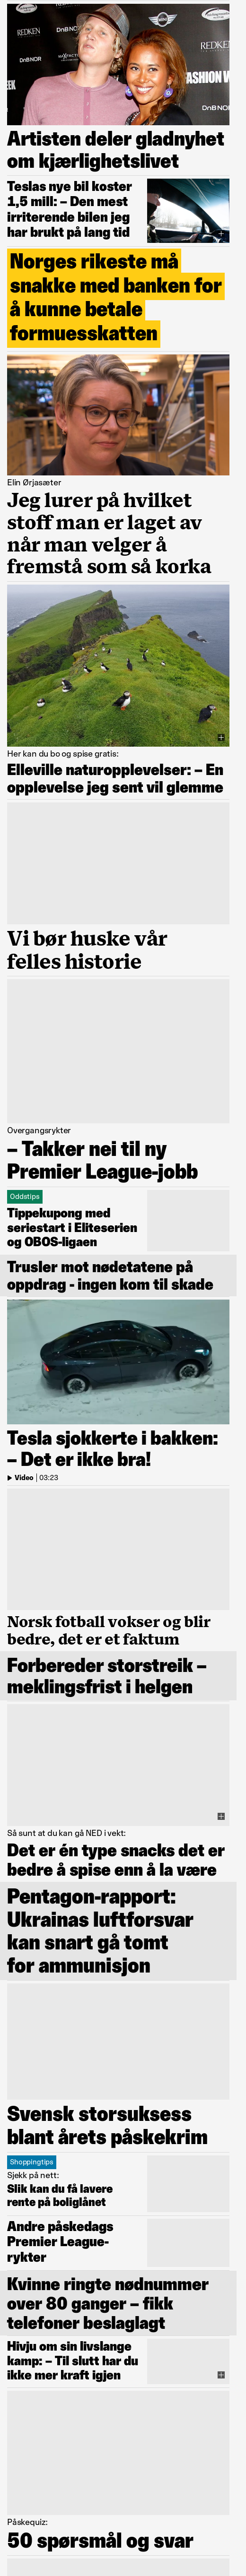 REDKEN
DnBNOR
DnBNOR
FASHION W
REDKEN
DnBNOR
Artisten deler gladnyhet
om kjærlighetslivet
Teslas nye bil koster
1,5 mill: – Den mest
irriterende bilen jeg
har brukt på lang tid
Norges rikeste må
snakke med banken for
å kunne betale
formuesskatten
Elin Ørjasæter
Jeg lurer på hvilket
stoff man er laget av
når man velger å
fremstå som så korka
Her kan du bo og spise gratis:
Elleville naturopplevelser: – En
opplevelse jeg sent vil glemme
Vi bør huske vår
felles historie
Overgangsrykter
– Takker nei til ny
Premier League-jobb
Oddstips
Tippekupong med
seriestart i Eliteserien
og OBOS-ligaen
Trusler mot nødetatene på
oppdrag - ingen kom til skade
Tesla sjokkerte i bakken:
– Det er ikke bra!
Video | 03:23
Norsk fotball vokser og blir
bedre, det er et faktum
Forbereder storstreik –
meklingsfrist i helgen
Så sunt at du kan gå NED i vekt:
Det er én type snacks det er
bedre å spise enn å la være
Pentagon-rapport:
Ukrainas luftforsvar
kan snart gå tomt
for ammunisjon
Svensk storsuksess
blant årets påskekrim
Shoppingtips
Sjekk på nett:
Slik kan du få lavere
rente på boliglånet
Andre påskedags
Premier League-
rykter
Kvinne ringte nødnummer
over 80 ganger – fikk
telefoner beslaglagt
Hivju om sin livslange
kamp: – Til slutt har du
ikke mer kraft igjen
Påskequiz:
50 spørsmål og svar